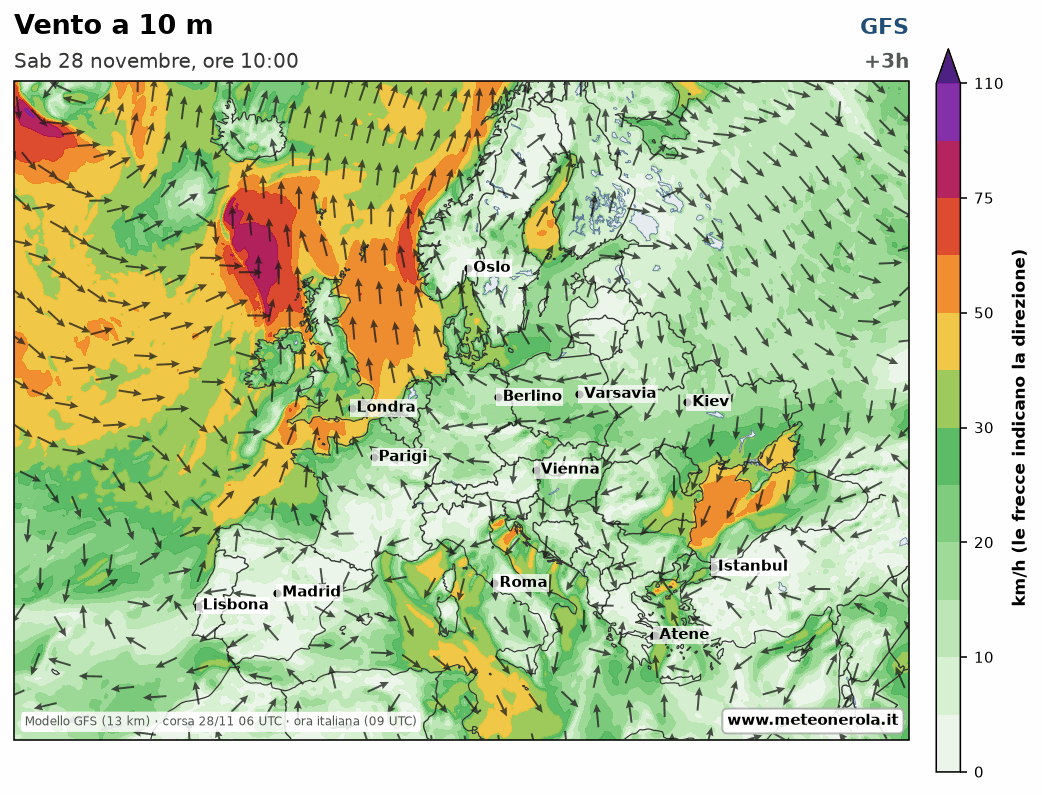 Vento a 10 m
GFS
Sab 28 novembre, ore 10:00
+3h
110
75
50
30
20
10
0
km/h (le frecce indicano la direzione)
Oslo
Londra
Berlino
Varsavia
Kiev
Parigi
Vienna
Istanbul
Roma
Madrid
Lisbona
Atene
Modello GFS (13 km) · corsa 28/11 06 UTC · ora italiana (09 UTC)
www.meteonerola.it